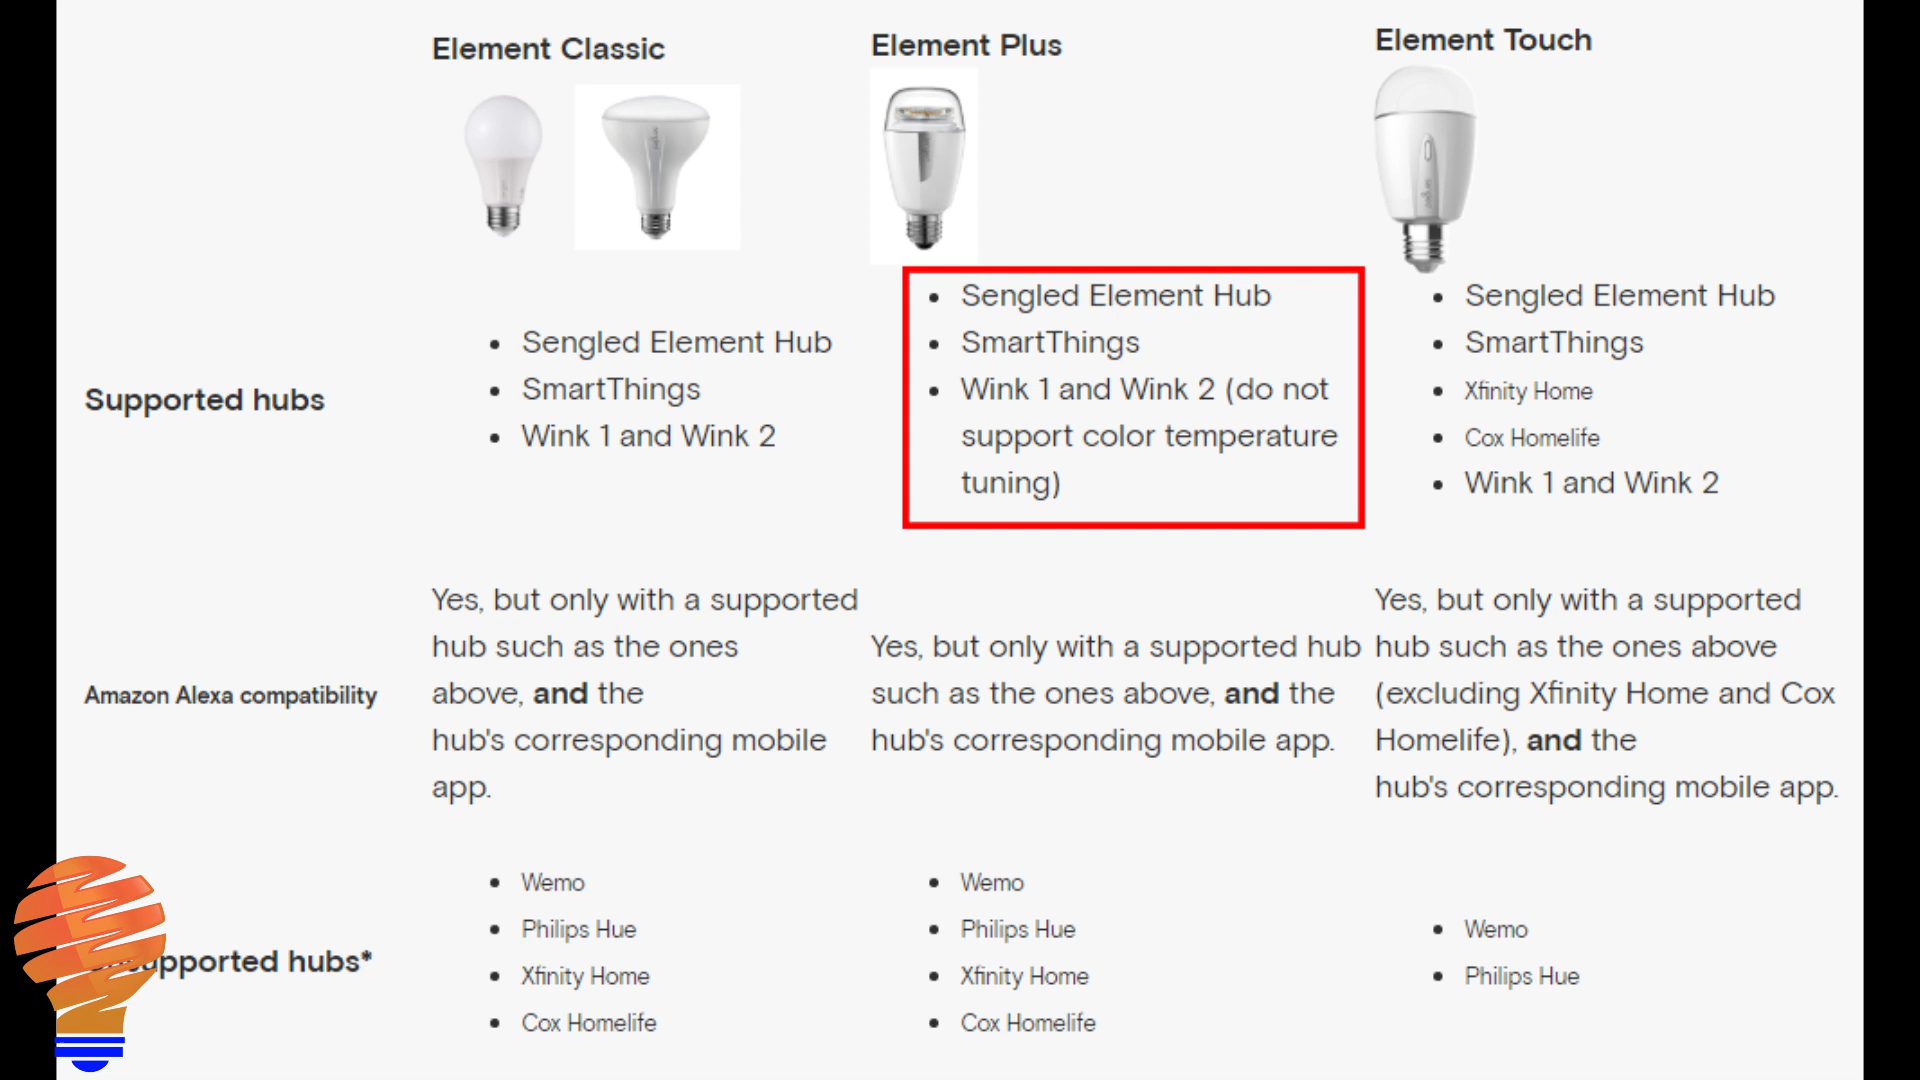 Element Classic
Element Plus
Element Touch
Supported hubs
Sengled Element Hub
SmartThings
Wink 1 and Wink 2
Sengled Element Hub
SmartThings
Wink 1 and Wink 2 (do not
support color temperature
tuning)
Sengled Element Hub
SmartThings
Xfinity Home
Cox Homelife
Wink 1 and Wink 2
Amazon Alexa compatibility
Yes, but only with a supported
hub such as the ones
above, and the
hub's corresponding mobile
app.
Yes, but only with a supported hub
such as the ones above, and the
hub's corresponding mobile app.
Yes, but only with a supported
hub such as the ones above
(excluding Xfinity Home and Cox
Homelife), and the
hub's corresponding mobile app.
hubs*
Wemo
Philips Hue
Xfinity Home
Cox Homelife
Wemo
Philips Hue
Xfinity Home
Cox Homelife
Wemo
Philips Hue